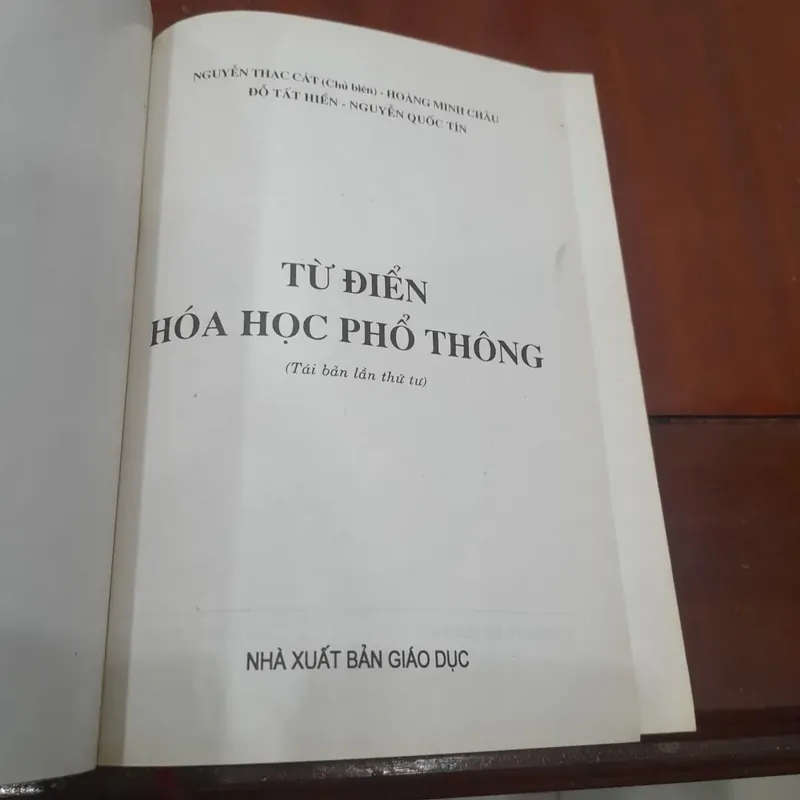 NGUYỄN THẠC CÁT (Chủ biên) - HOÀNG MINH CHÂU
ĐỖ TẤT HIỂN - NGUYỄN QUỐC TÍN
TỪ ĐIỂN
HÓA HỌC PHỔ THÔNG
(Tái bản lần thứ tư)
NHÀ XUẤT BẢN GIÁO DỤC